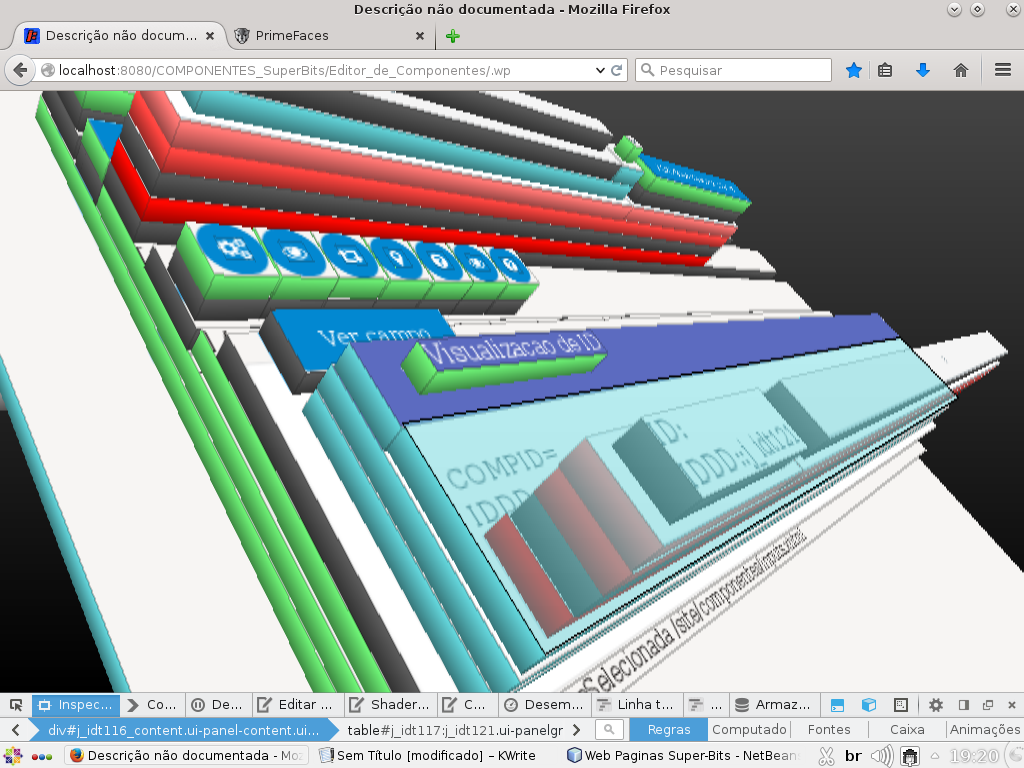 Descrição não documentada - Mozilla Firefox
Descrição não docum...
PrimeFaces
localhost:8080/COMPONENTES_SuperBits/Editor_de_Componentes/.wp
Pesquisar
Ver campo
Visualizacao de ID
COMPID=
IDDD
ID:
IDDD::j_idt121
Selecionada /site/componentes/inputs.xhtml
Inspec...
Co...
De...
Editar ...
Shader...
C...
Desem...
Linha t...
...
Armaz...
div#j_idt116_content.ui-panel-content.ui...
table#j_idt117:j_idt121.ui-panelgr
Regras
Computado
Fontes
Caixa
Animações
Descrição não documentada - Moz
Sem Título [modificado] – KWrite
Web Paginas Super-Bits - NetBean
br
19:20